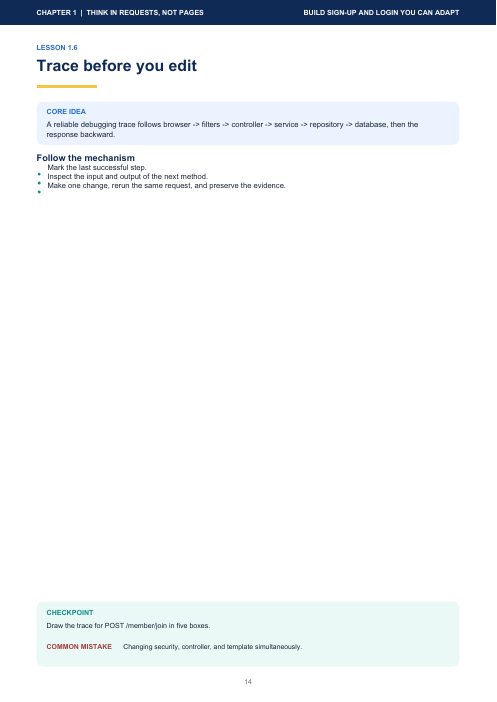 CHAPTER 1 | THINK IN REQUESTS, NOT PAGES
BUILD SIGN-UP AND LOGIN YOU CAN ADAPT
LESSON 1.6
Trace before you edit
CORE IDEA
A reliable debugging trace follows browser -> filters -> controller -> service -> repository -> database, then the
response backward.
Follow the mechanism
Mark the last successful step.
Inspect the input and output of the next method.
Make one change, rerun the same request, and preserve the evidence.
CHECKPOINT
Draw the trace for POST /member/join in five boxes.
COMMON MISTAKE Changing security, controller, and template simultaneously.
14